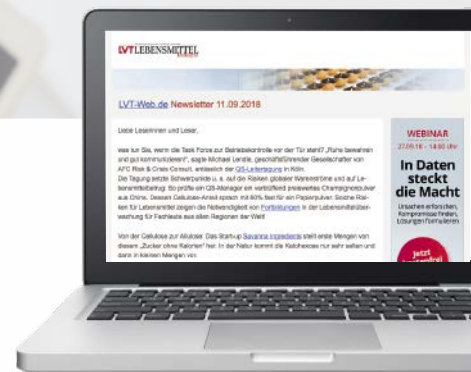 LVT LEBENSMITTEL
LVT-Web.de Newsletter 11.09.2018
Liebe Leserinnen und Leser,
was tun Sie, wenn die Task Force zur Betriebskontrolle vor der Tür steht? „Ruhe bewahren
und gut kommunizieren", sagte Michael Lendle, geschäftsführender Gesellschafter von
AFC Risk & Crisis Consult, anlässlich der QS-Leitertagung in Köln.
Die Tagung setzte Schwerpunkte u. a. auf die Risiken globaler Warenströme und auf Le-
bensmittelbetrug: So prüfte ein QS-Manager ein verblüffend preiswertes Champignonpulver
aus China. Dessen Cellulose-Anteil sprach mit 60% fast für ein Papierprodukt. Solche Risi-
ken für Lebensmittel zeigen die Notwendigkeit von Fortbildungen in der Lebensmittelüber-
wachung für Fachleute aus allen Regionen der Welt!
Von der Cellulose zur Allulose: Das Start-up Savanna Ingredients stellt erste Mengen von
diesem „Zucker ohne Kalorien" her. In der Natur kommt die Ketohexose nur sehr selten und
dann in kleinen Mengen vor.
WEBINAR
27.09.18 - 14:00 Uhr
In Daten
steckt
die Macht
Ursachen erforschen,
Kompromisse finden,
Lösungen formulieren
Jetzt